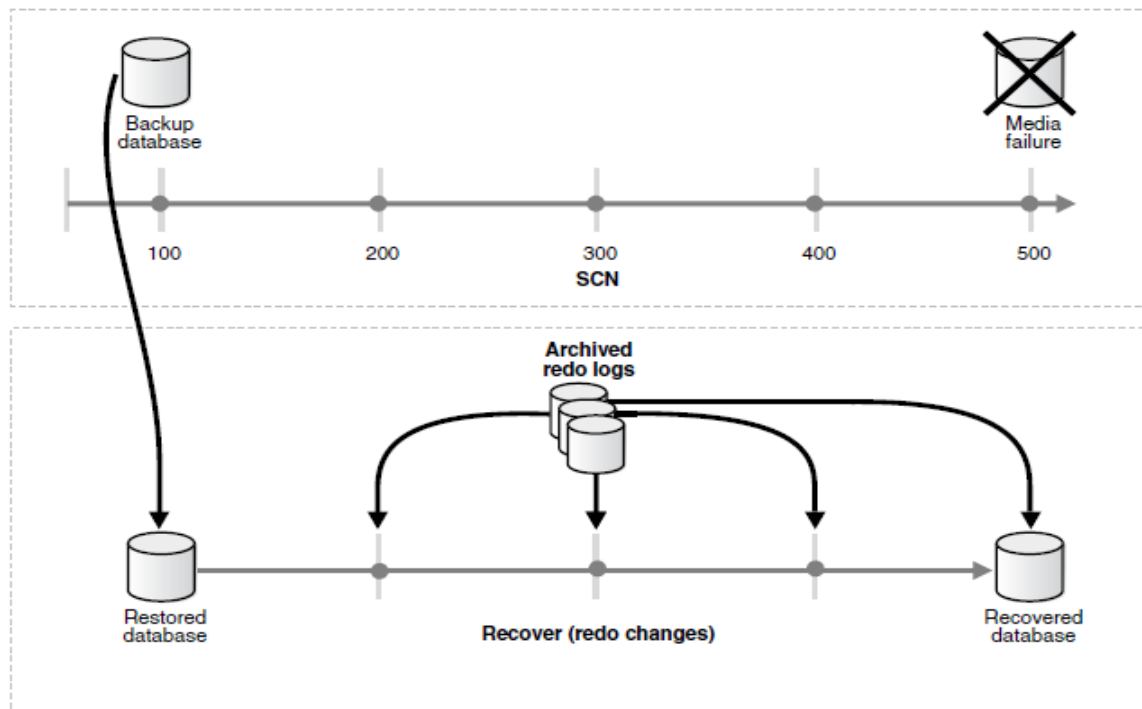 Backup
database
Media
failure
100
200
300
400
500
SCN
Archived
redo logs
Restored
database
Recover (redo changes)
Recovered
database